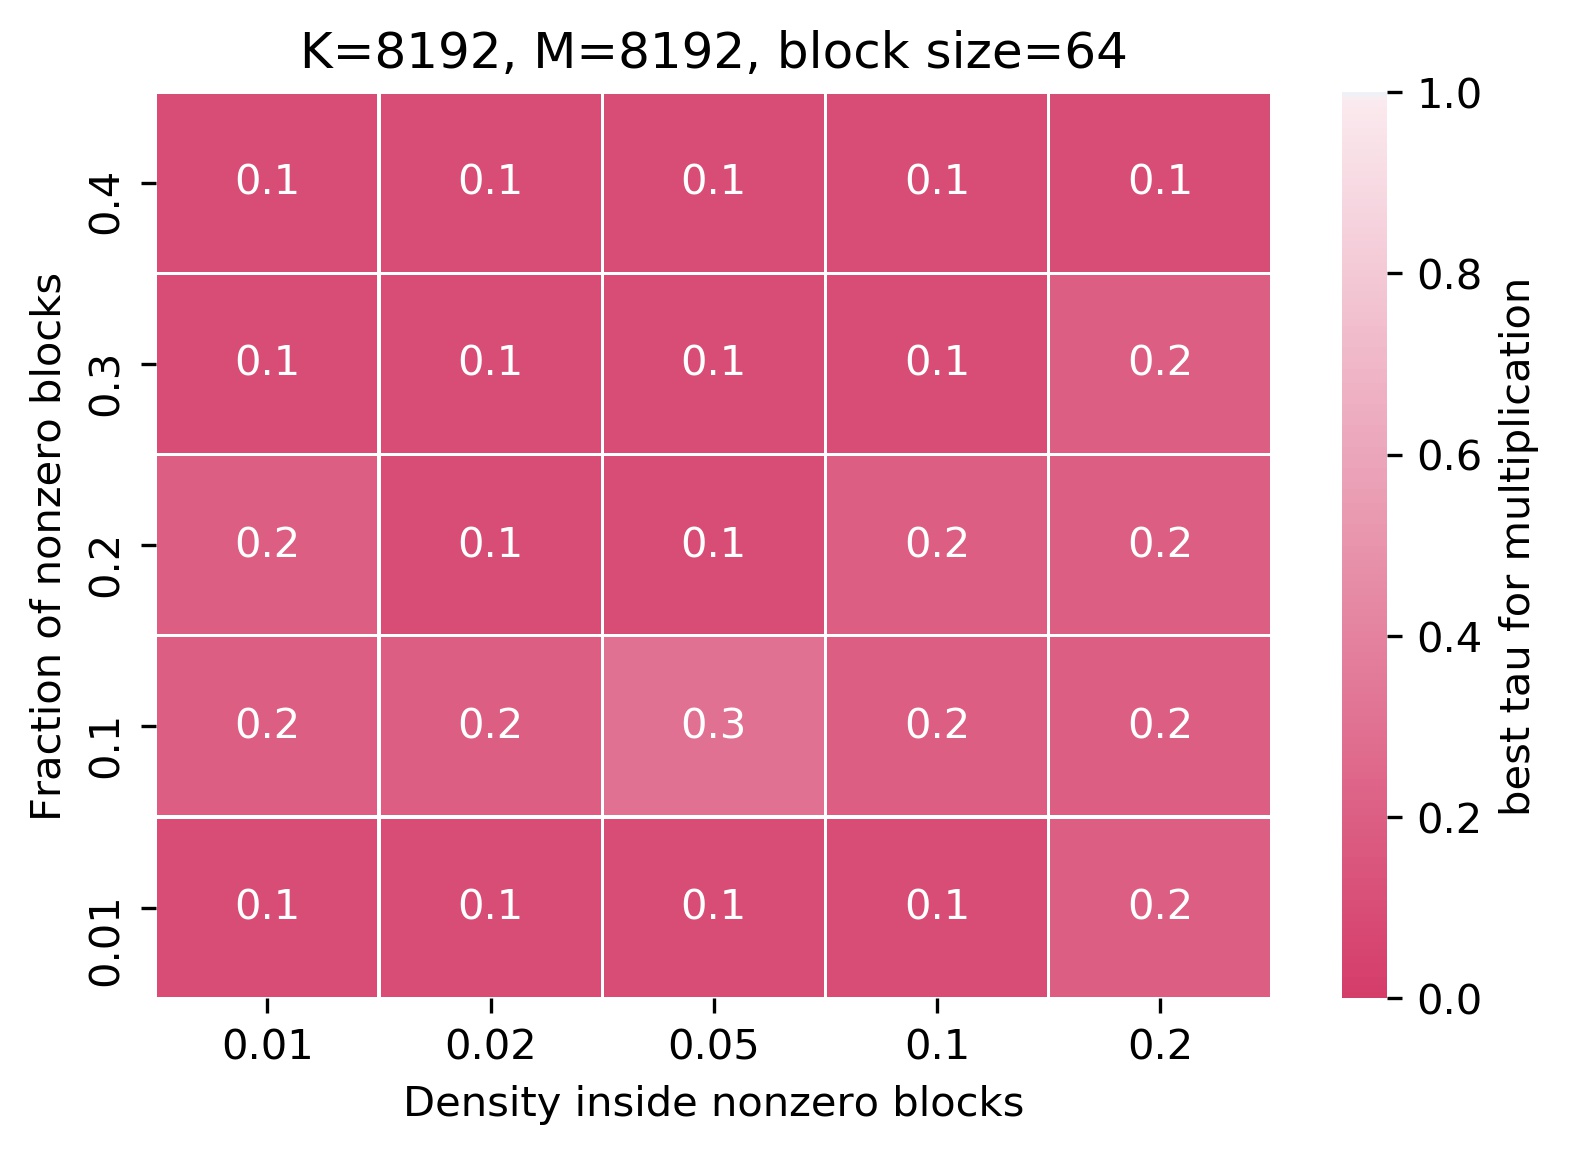 K=8192, M=8192, block size=64
Fraction of nonzero blocks
0.4 0.1 0.1 0.1 0.1 0.1
0.3 0.1 0.1 0.1 0.1 0.2
0.2 0.2 0.1 0.1 0.2 0.2
0.1 0.2 0.2 0.3 0.2 0.2
0.01 0.1 0.1 0.1 0.1 0.2
0.01 0.02 0.05 0.1 0.2
Density inside nonzero blocks
1.0
0.8
0.6
0.4
0.2
0.0
best tau for multiplication